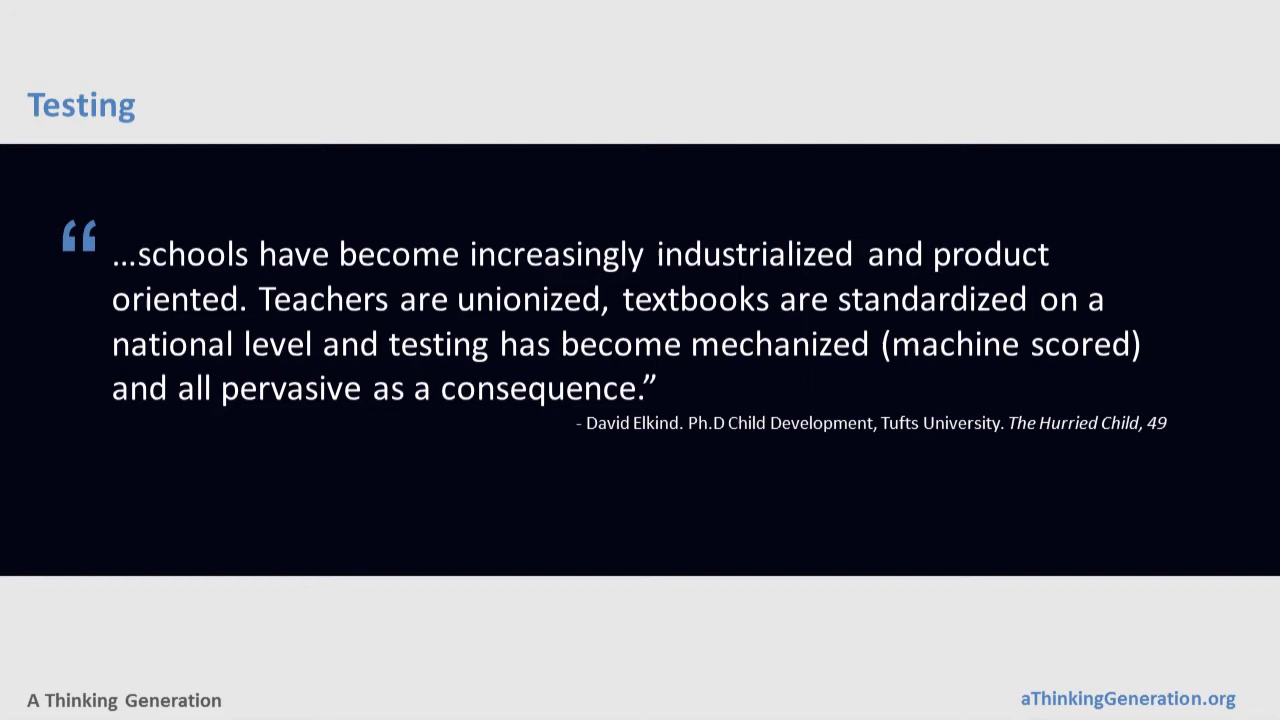 Testing
“ ...schools have become increasingly industrialized and product
oriented. Teachers are unionized, textbooks are standardized on a
national level and testing has become mechanized (machine scored)
and all pervasive as a consequence.”
- David Elkind. Ph.D Child Development, Tufts University. The Hurried Child, 49
A Thinking Generation
aThinkingGeneration.org